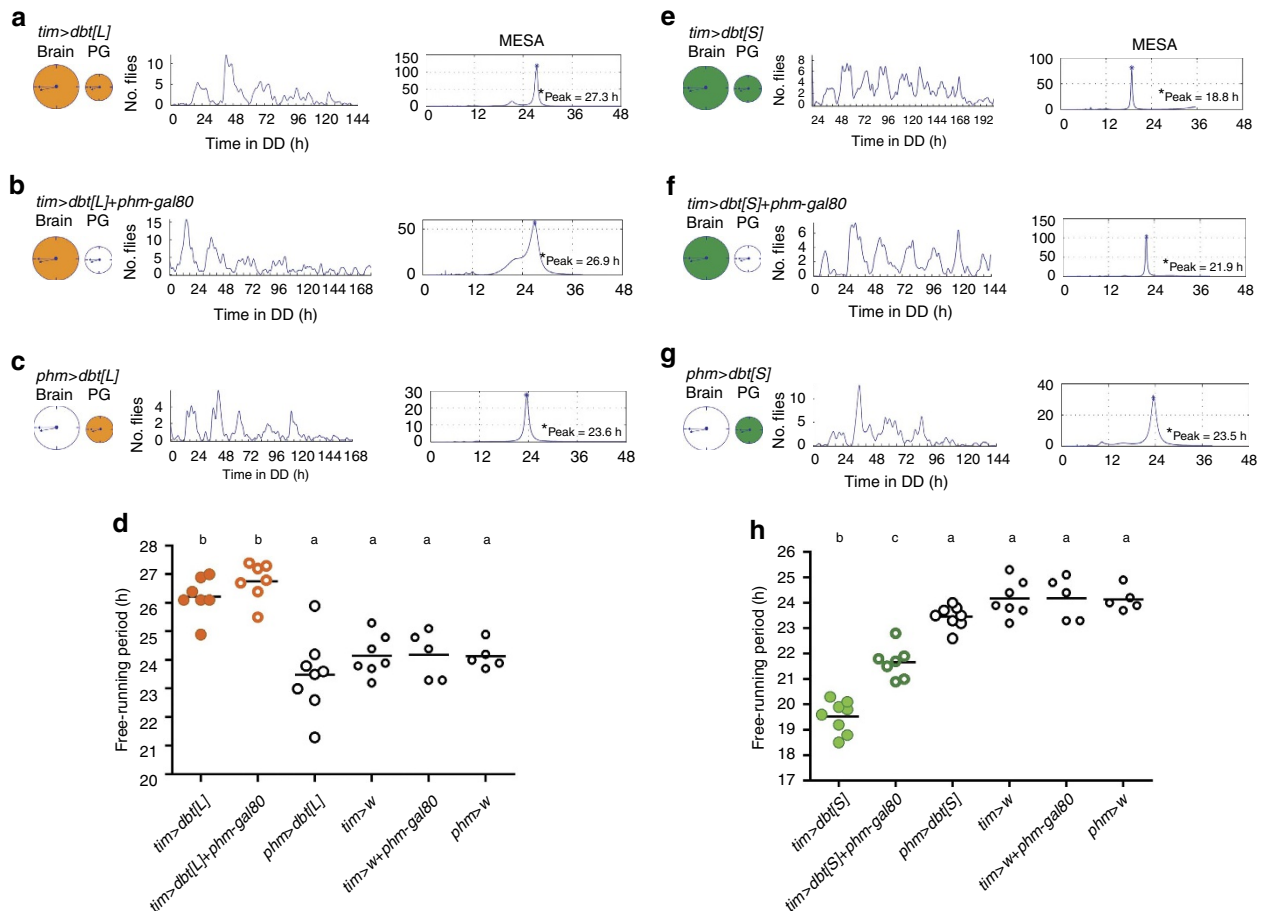 a
tim>dbt[L]
Brain PG
No. flies
15
10
5
0
0 24 48 72 96 120 144
Time in DD (h)
MESA
150
100
50
0
*Peak = 27.3 h
0 12 24 36 48
e
tim>dbt[S]
Brain PG
No. flies
8
6
4
2
0
24 48 72 96 120 144 168 192
Time in DD (h)
MESA
100
50
0
*Peak = 18.8 h
0 12 24 36 48
b
tim>dbt[L]+phm-gal80
Brain PG
No. flies
15
10
5
0
0 24 48 72 96 120 144 168
Time in DD (h)
50
0
*Peak = 26.9 h
0 12 24 36 48
f
tim>dbt[S]+phm-gal80
Brain PG
No. flies
6
4
2
0
0 24 48 72 96 120 144
Time in DD (h)
150
100
50
0
*Peak = 21.9 h
0 12 24 36 48
c
phm>dbt[L]
Brain PG
No. flies
4
2
0
0 24 48 72 96 120 144 168
Time in DD (h)
30
20
10
0
*Peak = 23.6 h
0 12 24 36 48
g
phm>dbt[S]
Brain PG
No. flies
10
5
0
0 24 48 72 96 120 144
Time in DD (h)
40
20
0
*Peak = 23.5 h
0 12 24 36 48
d
b b a a a a
Free-running period (h)
28
27
26
25
24
23
22
21
20
tim>dbt[L]
tim>dbt[L]+phm-gal80
phm>dbt[L]
tim>w
tim>w+phm-gal80
phm>w
h
b c a a a a
Free-running period (h)
26
25
24
23
22
21
20
19
18
17
tim>dbt[S]
tim>dbt[S]+phm-gal80
phm>dbt[S]
tim>w
tim>w+phm-gal80
phm>w